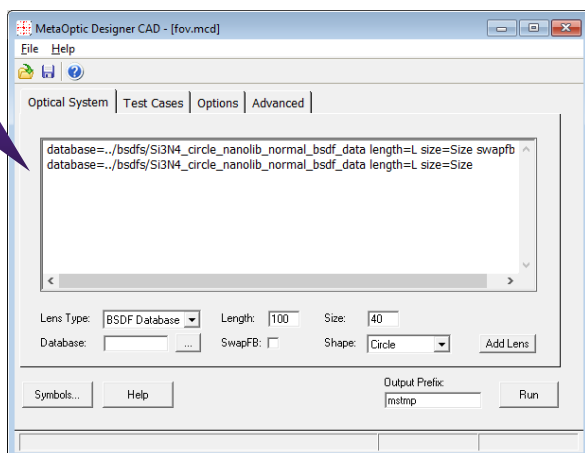 MetaOptic Designer CAD - [fov.mcd]
File Help
Optical System Test Cases Options Advanced
database=../bsdfs/Si3N4_circle_nanolib_normal_bsdf_data length=L size=Size swapfb
database=../bsdfs/Si3N4_circle_nanolib_normal_bsdf_data length=L size=Size
Lens Type: BSDF Database Length: 100 Size: 40
Database: ... SwapFB: Shape: Circle Add Lens
Output Prefix:
Symbols... Help mstmp Run